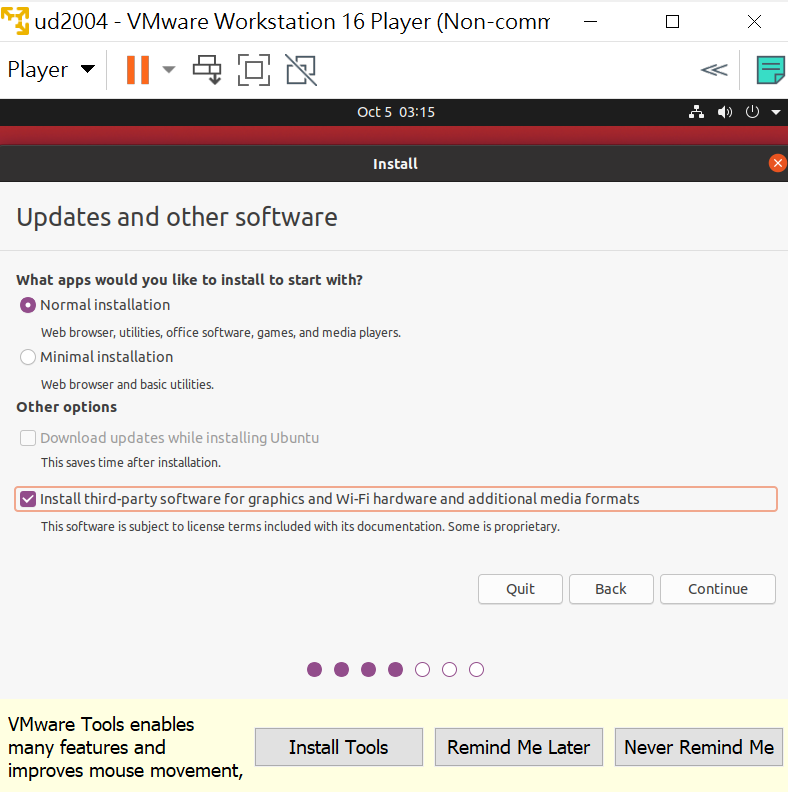 ud2004 - VMware Workstation 16 Player (Non-comm
Player
Oct 5 03:15
Install
Updates and other software
What apps would you like to install to start with?
Normal installation
Web browser, utilities, office software, games, and media players.
Minimal installation
Web browser and basic utilities.
Other options
Download updates while installing Ubuntu
This saves time after installation.
Install third-party software for graphics and Wi-Fi hardware and additional media formats
This software is subject to license terms included with its documentation. Some is proprietary.
Quit Back Continue
VMware Tools enables
many features and
improves mouse movement,
Install Tools Remind Me Later Never Remind Me